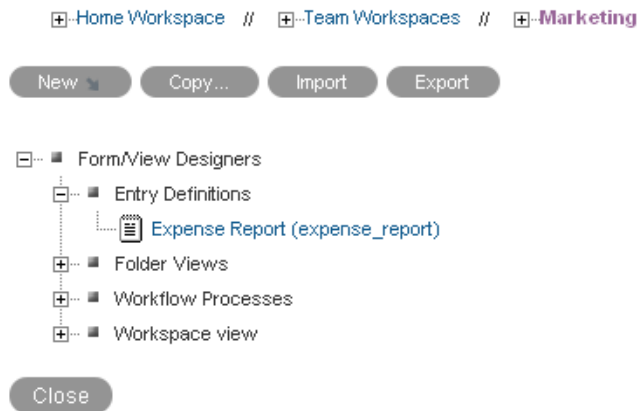 Home Workspace // Team Workspaces // Marketing
New Copy... Import Export
Form/View Designers
Entry Definitions
Expense Report (expense_report)
Folder Views
Workflow Processes
Workspace view
Close